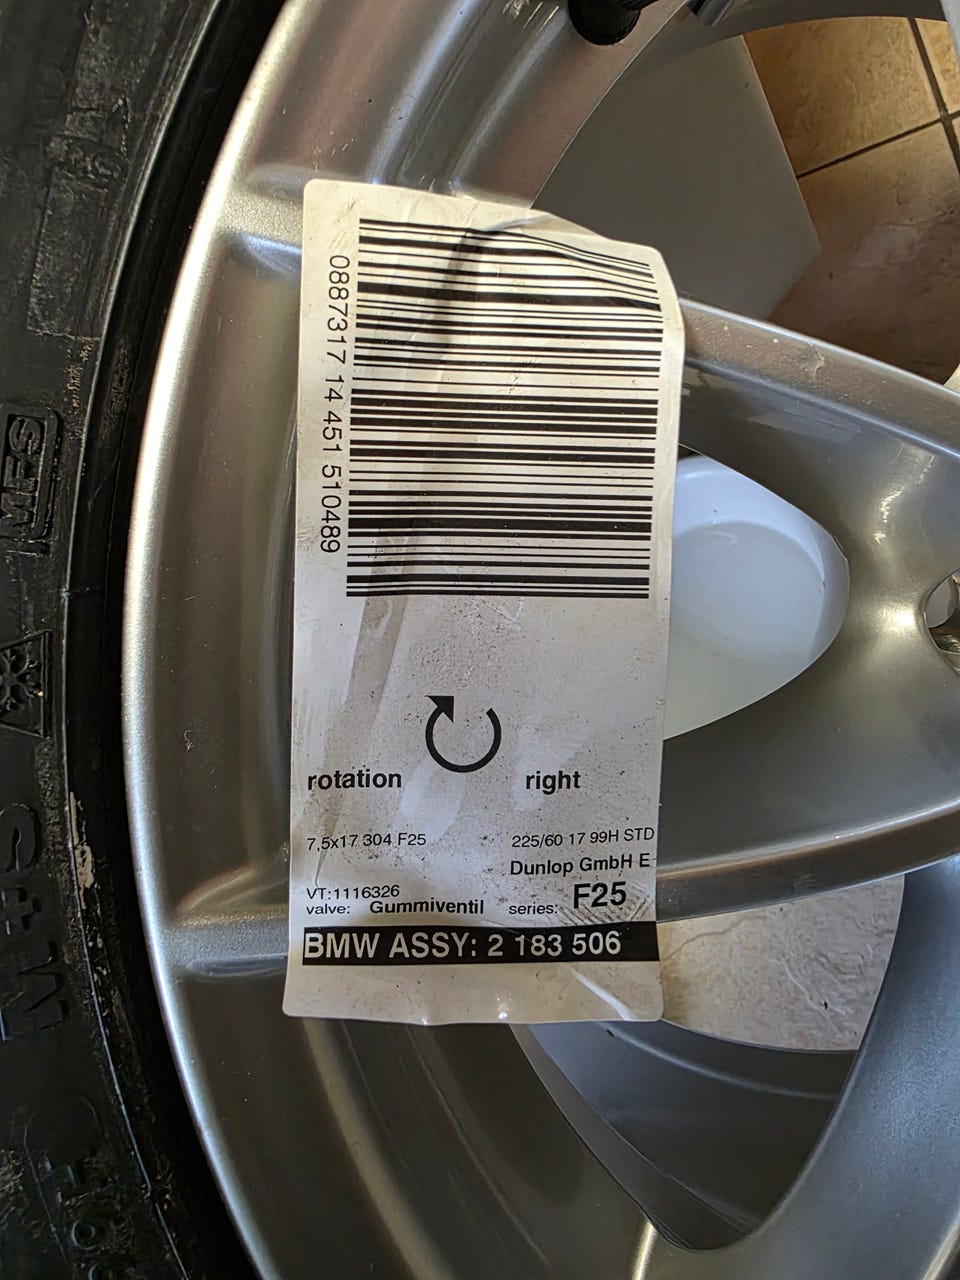 0887317 14 451 510489
rotation right
7,5x17 304 F25 225/60 17 99H STD
Dunlop GmbH E
VT:1116326
valve: Gummiventil series: F25
BMW ASSY: 2 183 506
MFS
M+S